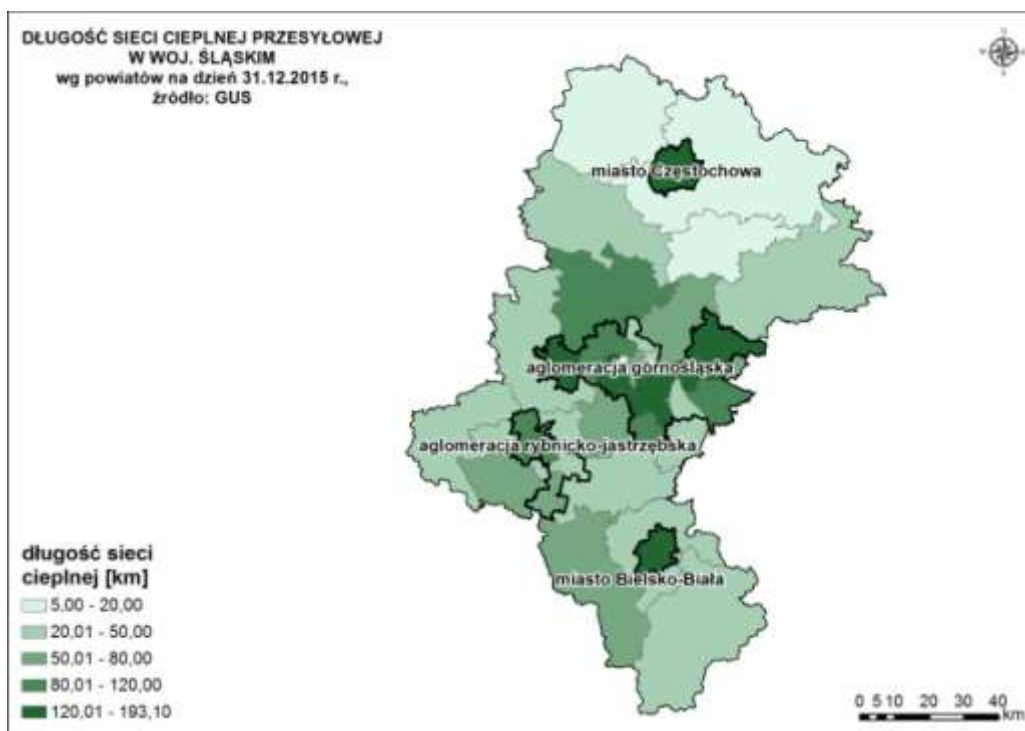 DŁUGOŚĆ SIECI CIEPLNEJ PRZESYŁOWEJ
W WOJ. ŚLĄSKIM
wg powiatów na dzień 31.12.2015 r.,
źródło: GUS
N
W
E
S
miasto Częstochowa
aglomeracja górnośląska
aglomeracja rybnicko-jastrzębska
miasto Bielsko-Biała
długość sieci
cieplnej [km]
5,00 - 20,00
20,01 - 50,00
50,01 - 80,00
80,01 - 120,00
120,01 - 193,10
0 5 10 20 30 40
km